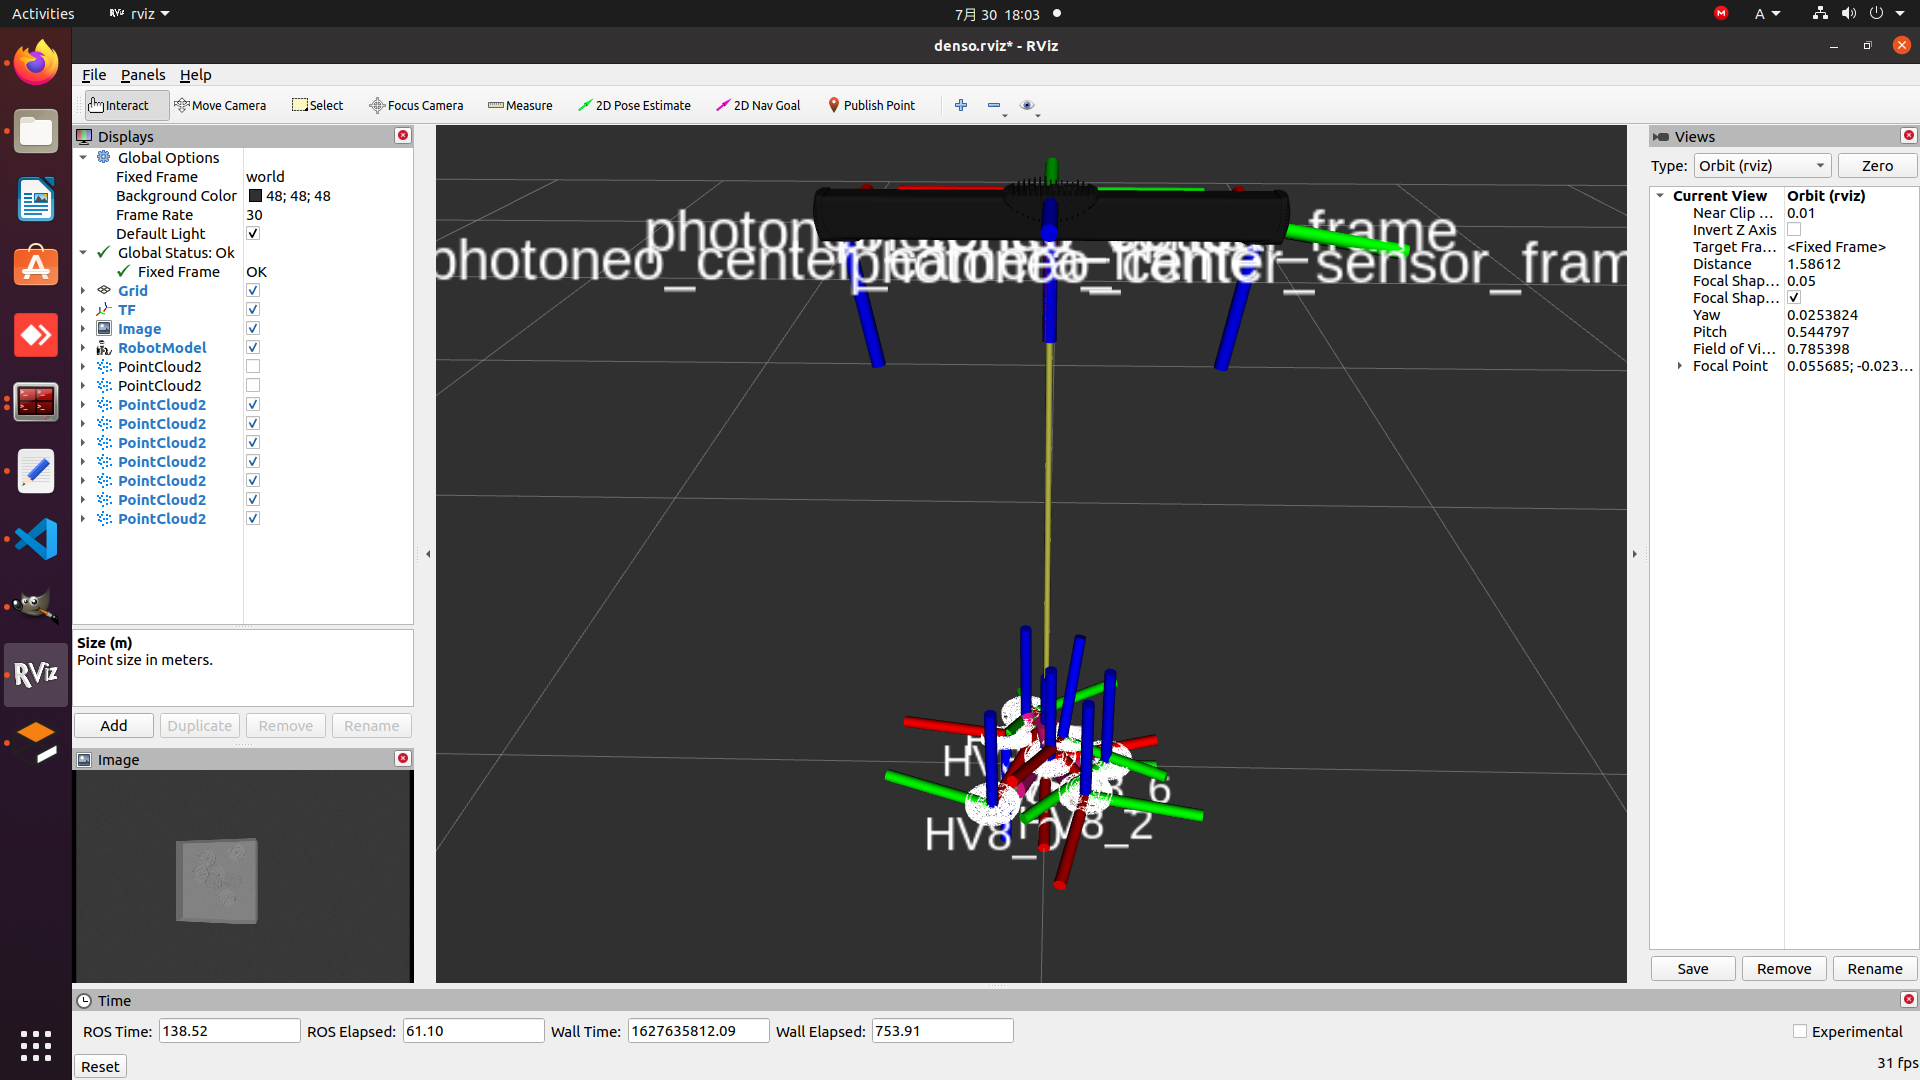 Activities
rviz
7月 30 18:03
M
A
denso.rviz* - RViz
File Panels Help
Interact Move Camera Select Focus Camera Measure 2D Pose Estimate 2D Nav Goal Publish Point
Displays
Global Options
Fixed Frame world
Background Color 48; 48; 48
Frame Rate 30
Default Light
Global Status: Ok
Fixed Frame OK
Grid
TF
Image
RobotModel
PointCloud2
PointCloud2
PointCloud2
PointCloud2
PointCloud2
PointCloud2
PointCloud2
PointCloud2
PointCloud2
Size (m)
Point size in meters.
Add Duplicate Remove Rename
Image
_frame
photoneo_center
center_sensor_fram
HV8_0
V8_2
RViz
Views
Type: Orbit (rviz) Zero
Current View Orbit (rviz)
Near Clip ... 0.01
Invert Z Axis
Target Fra... <Fixed Frame>
Distance 1.58612
Focal Shap... 0.05
Focal Shap...
Yaw 0.0253824
Pitch 0.544797
Field of Vi... 0.785398
Focal Point 0.055685; -0.023...
Save Remove Rename
Time
ROS Time: 138.52 ROS Elapsed: 61.10 Wall Time: 1627635812.09 Wall Elapsed: 753.91 Experimental
Reset 31 fps